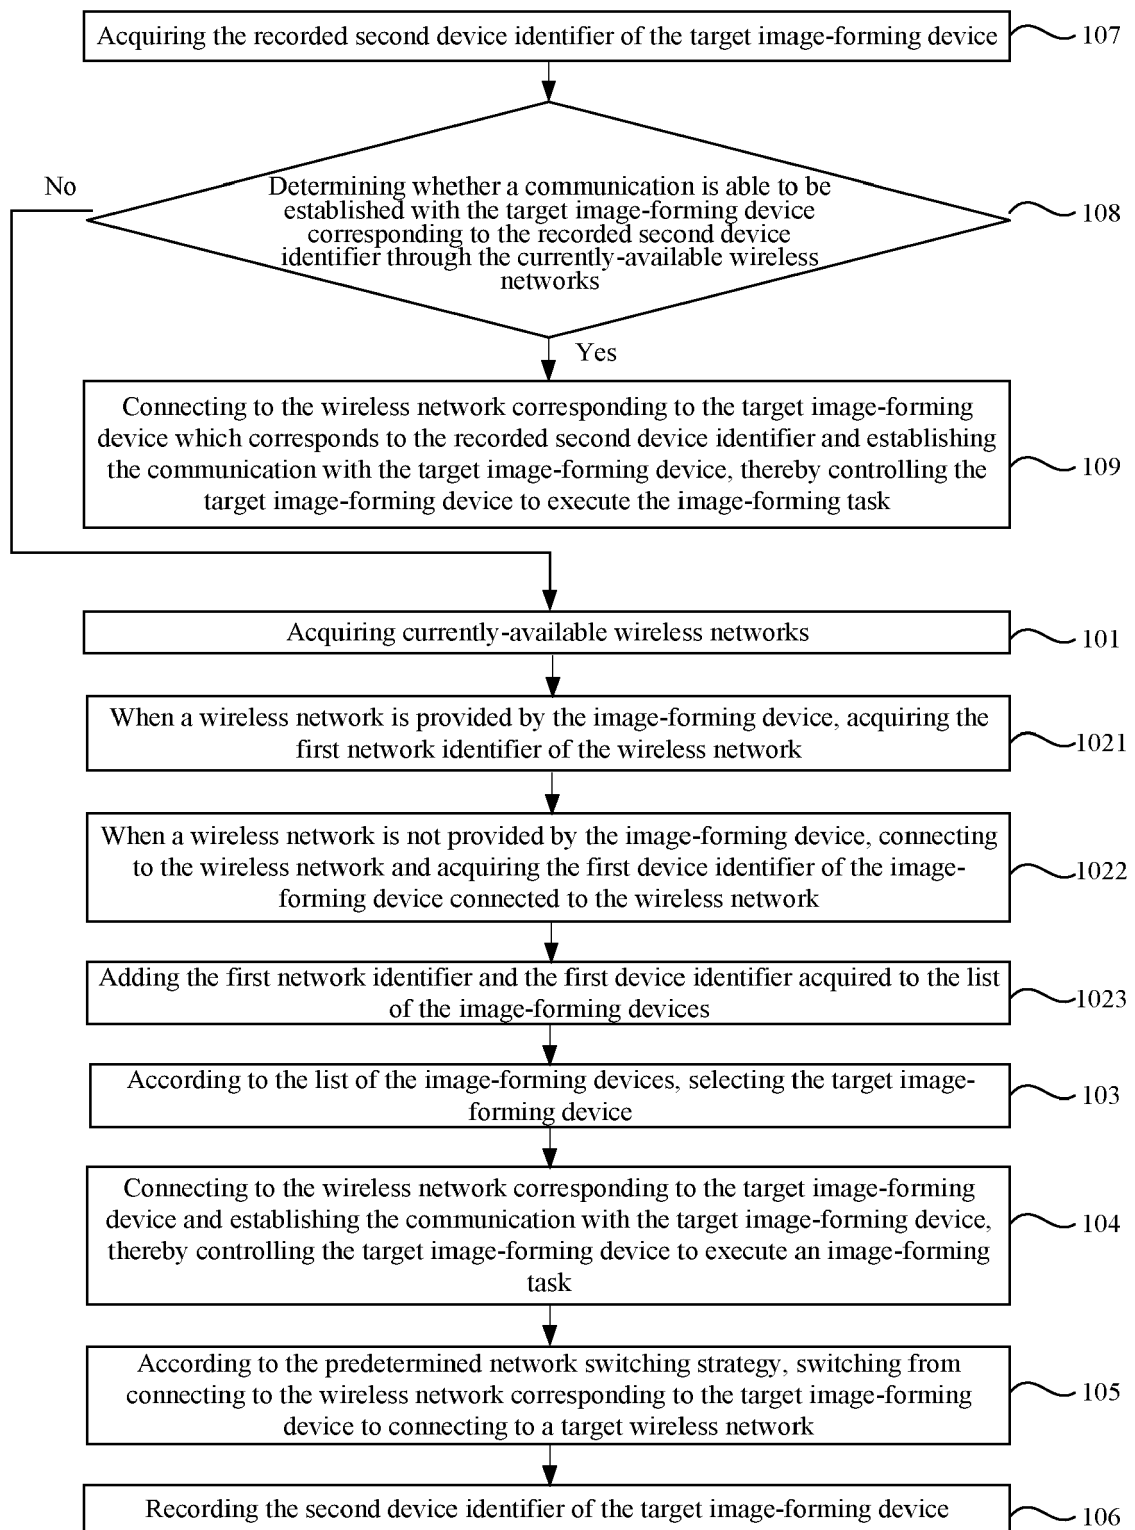 Acquiring the recorded second device identifier of the target image-forming device
107
No
Determining whether a communication is able to be
established with the target image-forming device
corresponding to the recorded second device
identifier through the currently-available wireless
networks
108
Yes
Connecting to the wireless network corresponding to the target image-forming
device which corresponds to the recorded second device identifier and establishing
the communication with the target image-forming device, thereby controlling the
target image-forming device to execute the image-forming task
109
Acquiring currently-available wireless networks
101
When a wireless network is provided by the image-forming device, acquiring the
first network identifier of the wireless network
1021
When a wireless network is not provided by the image-forming device, connecting
to the wireless network and acquiring the first device identifier of the image-
forming device connected to the wireless network
1022
Adding the first network identifier and the first device identifier acquired to the list
of the image-forming devices
1023
According to the list of the image-forming devices, selecting the target image-
forming device
103
Connecting to the wireless network corresponding to the target image-forming
device and establishing the communication with the target image-forming device,
thereby controlling the target image-forming device to execute an image-forming
task
104
According to the predetermined network switching strategy, switching from
connecting to the wireless network corresponding to the target image-forming
device to connecting to a target wireless network
105
Recording the second device identifier of the target image-forming device
106